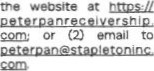 the website at https://
peterpanreceivership.
com; or (2) email to
peterpan@stapletoninc.
com.